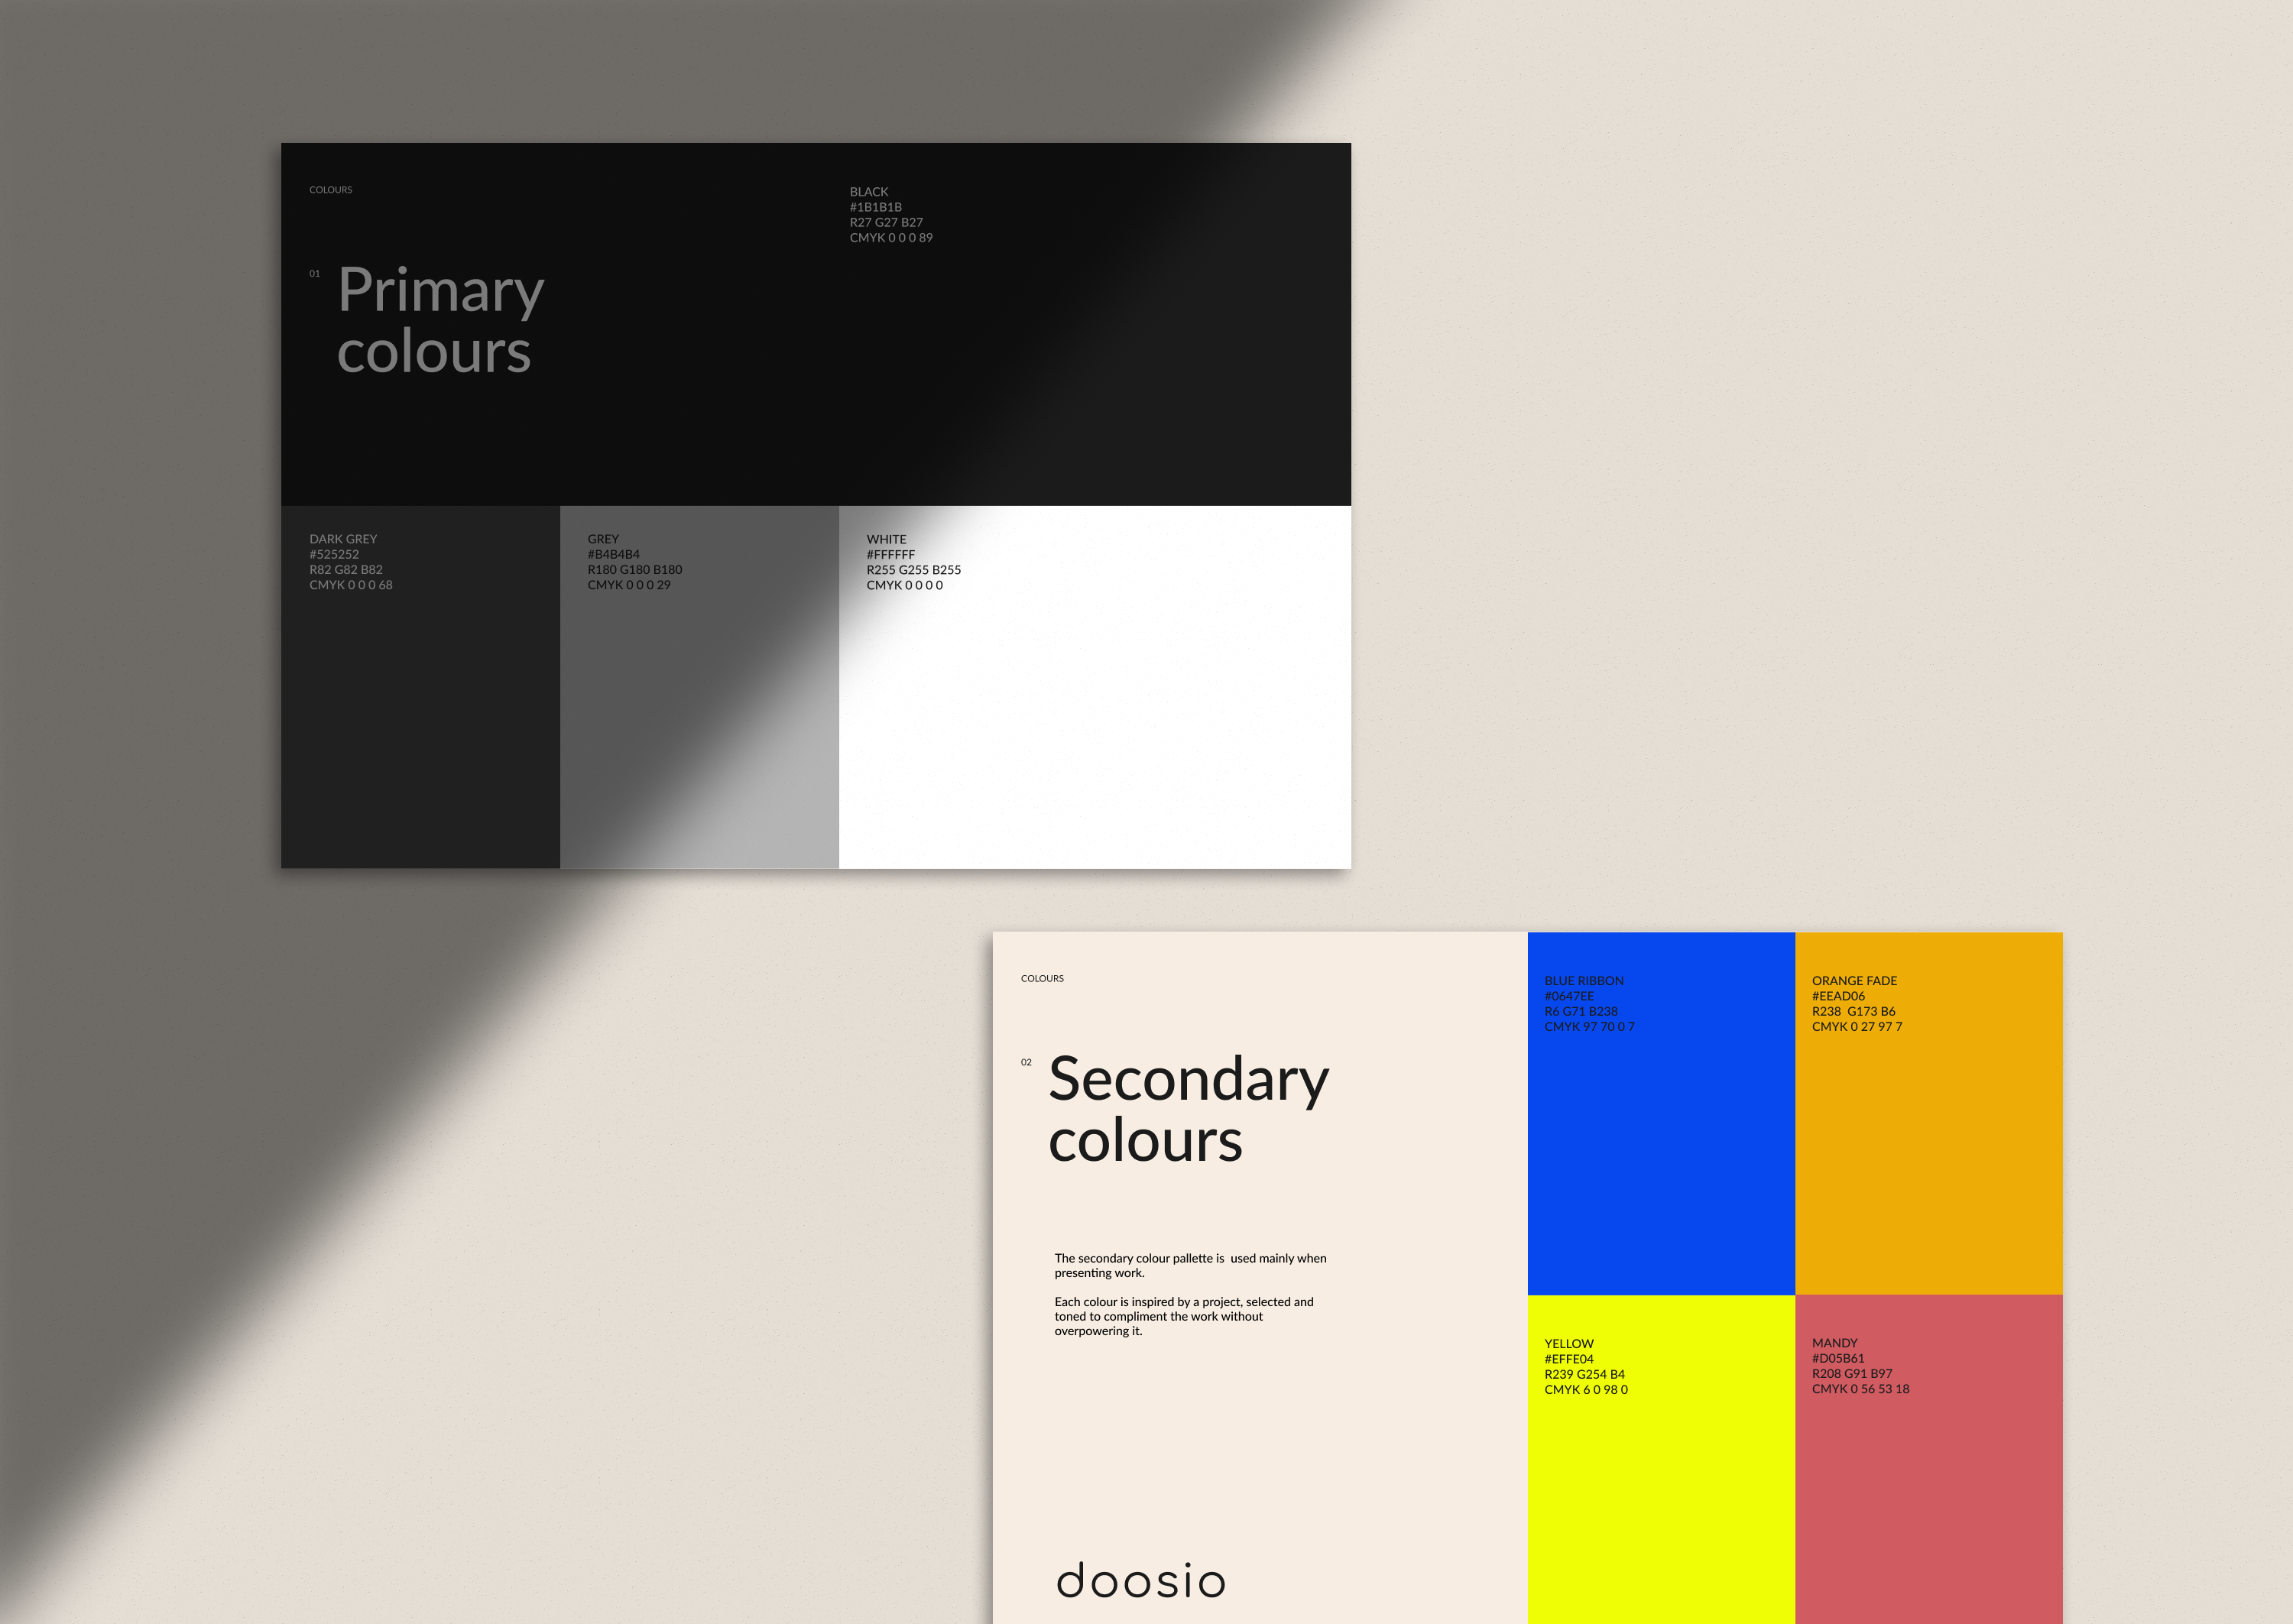 COLOURS
01
Primary
colours
BLACK
#1B1B1B
R27 G27 B27
CMYK 0 0 0 89
DARK GREY
#525252
R82 G82 B82
CMYK 0 0 0 68
GREY
#B4B4B4
R180 G180 B180
CMYK 0 0 0 29
WHITE
#FFFFFF
R255 G255 B255
CMYK 0 0 0 0
COLOURS
02
Secondary
colours
The secondary colour pallette is  used mainly when
presenting work.
Each colour is inspired by a project, selected and
toned to compliment the work without
overpowering it.
doosio
BLUE RIBBON
#0647EE
R6 G71 B238
CMYK 97 70 0 7
ORANGE FADE
#EEAD06
R238  G173 B6
CMYK 0 27 97 7
YELLOW
#EFFE04
R239 G254 B4
CMYK 6 0 98 0
MANDY
#D05B61
R208 G91 B97
CMYK 0 56 53 18